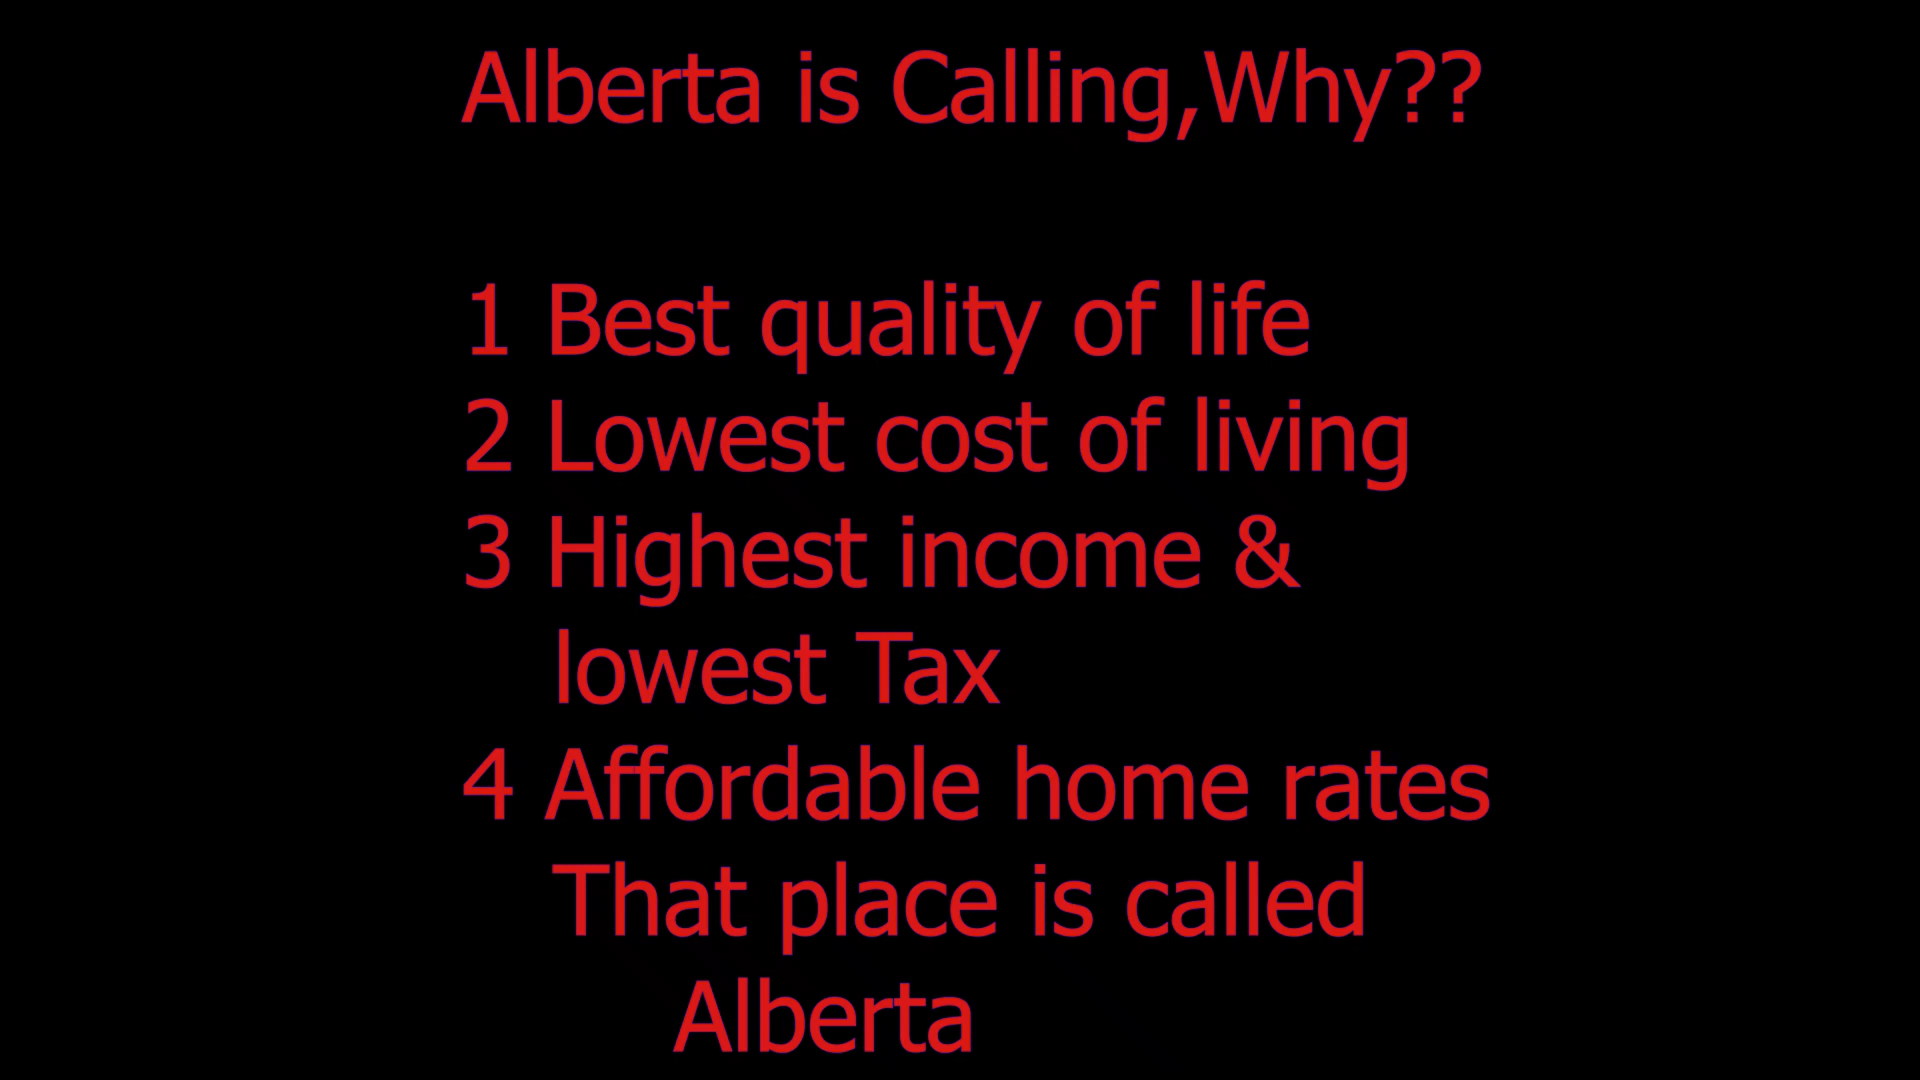 Alberta is Calling,Why??
1 Best quality of life
2 Lowest cost of living
3 Highest income &
lowest Tax
4 Affordable home rates
That place is called
Alberta